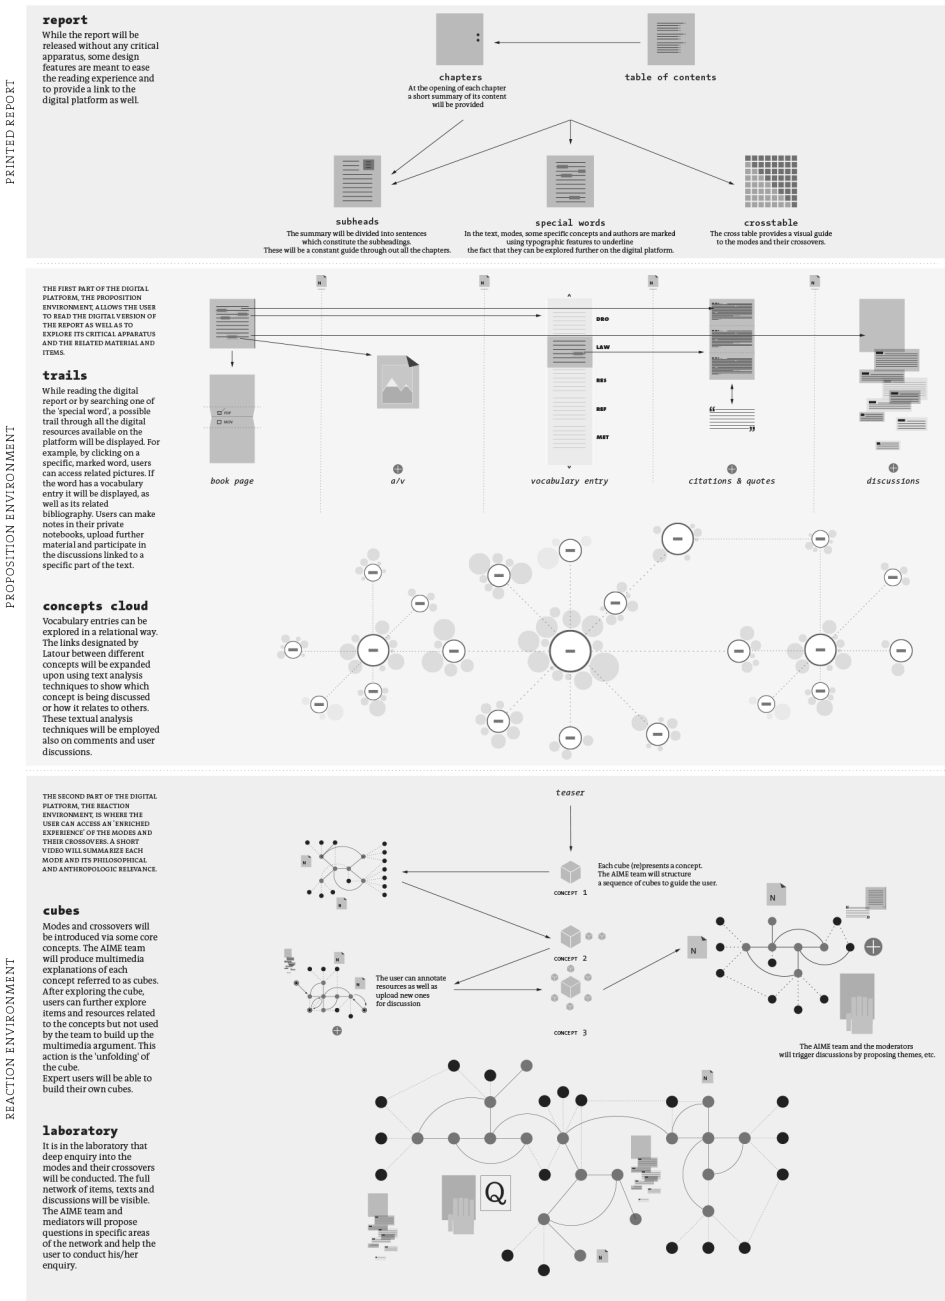 PRINTED REPORT
report
While the report will be
released without any critical
apparatus, some design
features are meant to ease
the reading experience and
to provide a link to the
digital platform as well.
chapters
At the opening of each chapter
a short summary of its content
will be provided
table of contents
subheads
The summary will be divided into sentences
which constitute the subheadings.
These will be a constant guide through out all the chapters.
special words
In the text, modes, some specific concepts and authors are marked
using typographic features to underline
the fact that they can be explored further on the digital platform.
crosstable
The cross table provides a visual guide
to the modes and their crossovers.
PROPOSITION ENVIRONMENT
THE FIRST PART OF THE DIGITAL
PLATFORM, THE PROPOSITION
ENVIRONMENT, ALLOWS THE USER
TO READ THE DIGITAL VERSION OF
THE REPORT AS WELL AS TO
EXPLORE ITS CRITICAL APPARATUS
AND THE RELATED MATERIAL AND
ITEMS.
trails
While reading the digital
report or by searching one of
the 'special word', a possible
trail through all the digital
resources available on the
platform will be displayed. For
example, by clicking on a
specific, marked word, users
can access related pictures. If
the word has a vocabulary
entry it will be displayed, as
well as its related
bibliography. Users can make
notes in their private
notebooks, upload further
material and participate in
the discussions linked to a
specific part of the text.
N
N
N
N
DRO
LAW
RES
REF
MET
MOV
book page
a/v
vocabulary entry
citations & quotes
discussions
concepts cloud
Vocabulary entries can be
explored in a relational way.
The links designated by
Latour between different
concepts will be expanded
upon using text analysis
techniques to show which
concept is being discussed
or how it relates to others.
These textual analysis
techniques will be employed
also on comments and user
discussions.
REACTION ENVIRONMENT
THE SECOND PART OF THE DIGITAL
PLATFORM, THE REACTION
ENVIRONMENT, IS WHERE THE
USER CAN ACCESS AN 'ENRICHED
EXPERIENCE' OF THE MODES AND
THEIR CROSSOVERS. A SHORT
VIDEO WILL SUMMARIZE EACH
MODE AND ITS PHILOSOPHICAL
AND ANTHROPOLOGIC RELEVANCE.
cubes
Modes and crossovers will
be introduced via some core
concepts. The AIME team
will produce multimedia
explanations of each
concept referred to as cubes.
After exploring the cube,
users can further explore
items and resources related
to the concepts but not used
by the team to build up the
multimedia argument. This
action is the 'unfolding' of
the cube.
Expert users will be able to
build their own cubes.
teaser
Each cube (re)presents a concept.
The AIME team will structure
a sequence of cubes to guide the user.
CONCEPT 1
N
N
CONCEPT 2
N
N
The user can annotate
resources as well as
upload new ones
for discussion
CONCEPT 3
N
N
The AIME team and the moderators
will trigger discussions by proposing themes, etc.
laboratory
It is in the laboratory that
deep enquiry into the
modes and their crossovers
will be conducted. The full
network of items, texts and
discussions will be visible.
The AIME team and
mediators will propose
questions in specific areas
of the network and help the
user to conduct his/her
enquiry.
N
Q
N